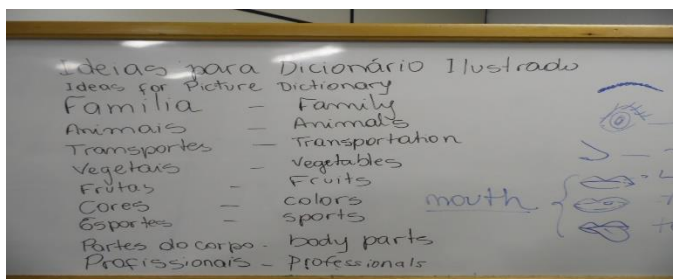 Ideias para Dicionário Ilustrado
Ideas for Picture Dictionary
Família - Family
Animais - Animals
Transportes - Transportation
Vegetais - Vegetables
Frutas - Fruits
Cores - colors
Esportes - sports
mouth
Partes do corpo - body parts
Profissionais - Professionals